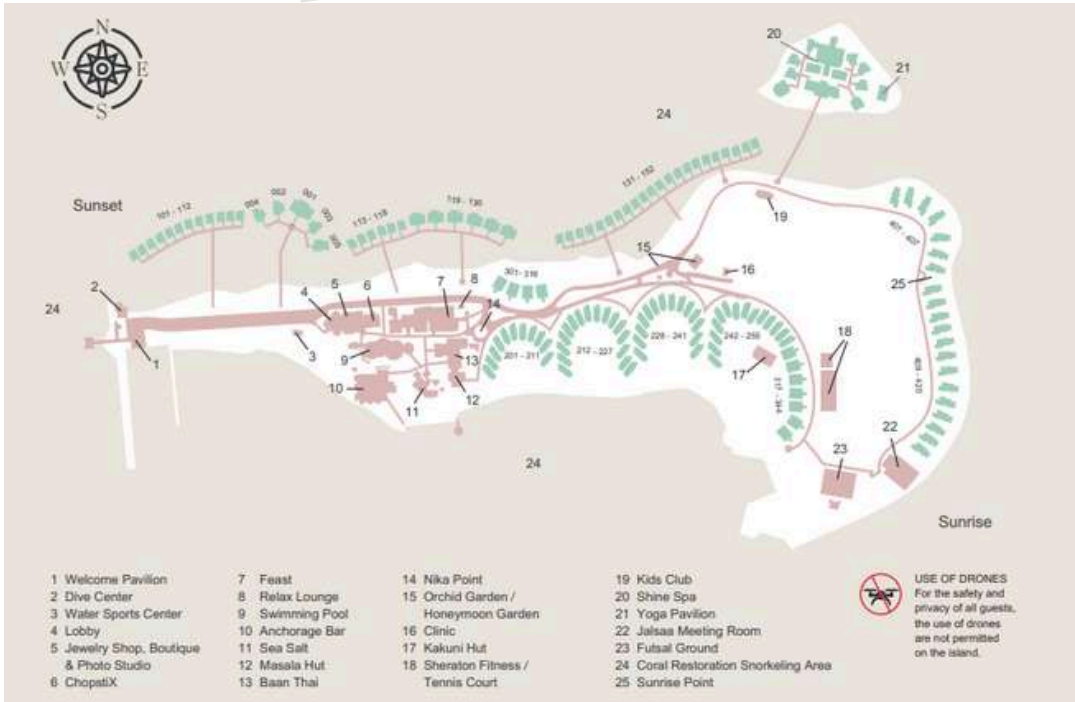 N
W
E
S
20
21
24
Sunset
101 - 112
004
002
001
003
005
113 - 118
119 - 130
131 - 152
19
15
16
301 - 316
401 - 407
25
24
2
1
3
4
5
6
7
8
14
9
10
11
12
13
201 - 211
212 - 227
228 - 241
242 - 256
17
18
22
23
24
Sunrise
1 Welcome Pavilion
2 Dive Center
3 Water Sports Center
4 Lobby
5 Jewelry Shop, Boutique
& Photo Studio
6 ChopstiX
7 Feast
8 Relax Lounge
9 Swimming Pool
10 Anchorage Bar
11 Sea Salt
12 Masala Hut
13 Baan Thai
14 Nika Point
15 Orchid Garden /
Honeymoon Garden
16 Clinic
17 Kakuni Hut
18 Sheraton Fitness /
Tennis Court
19 Kids Club
20 Shine Spa
21 Yoga Pavilion
22 Jalsaa Meeting Room
23 Futsal Ground
24 Coral Restoration Snorkeling Area
25 Sunrise Point
USE OF DRONES
For the safety and
privacy of all guests,
the use of drones
are not permitted
on the island.